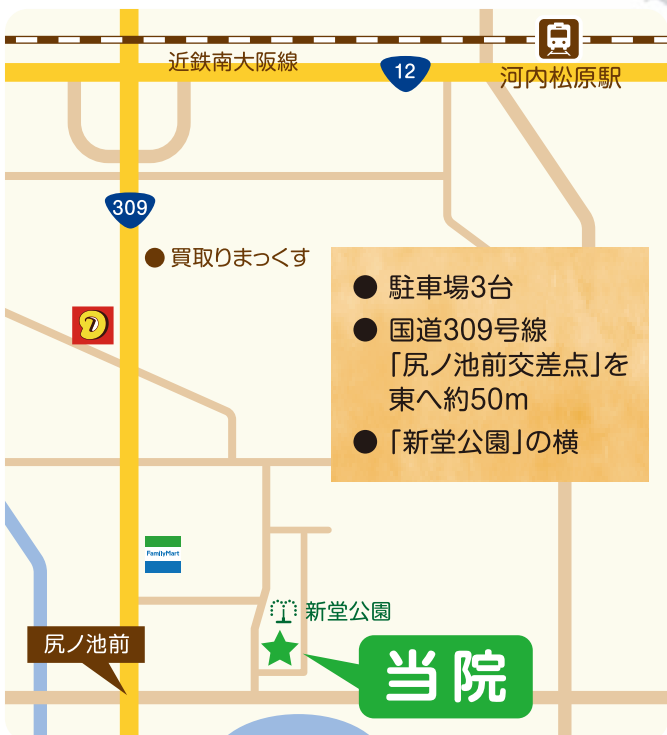 近鉄南大阪線
12
河内松原駅
309
買取りまっくす
● 駐車場3台
● 国道309号線
「尻ノ池前交差点」を
東へ約50m
● 「新堂公園」の横
FamilyMart
新堂公園
尻ノ池前
当院